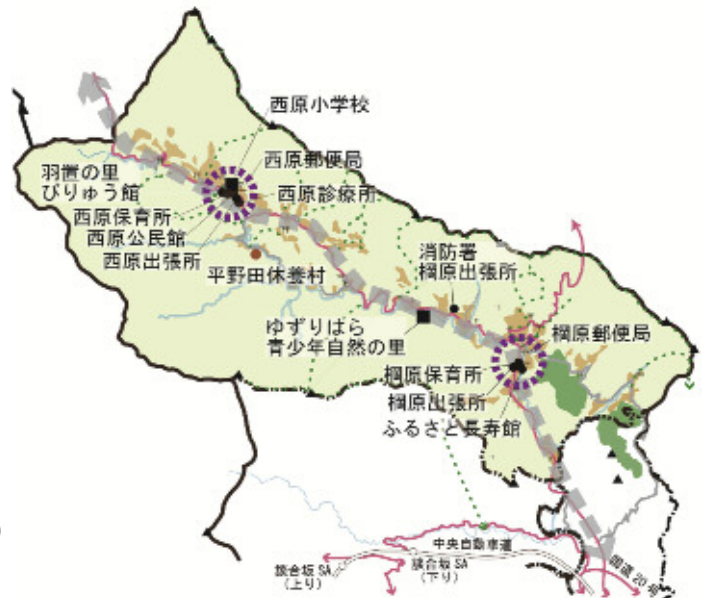 西原小学校
西原郵便局
羽置の里
びりゅう館
西原診療所
西原保育所
西原公民館
西原出張所
平野田休養村
消防署
棡原出張所
ゆずりはら
青少年自然の里
棡原郵便局
棡原保育所
棡原出張所
ふるさと長寿館
中央自動車道
談合坂SA
(上り)
談合坂SA
(下り)
国道20号